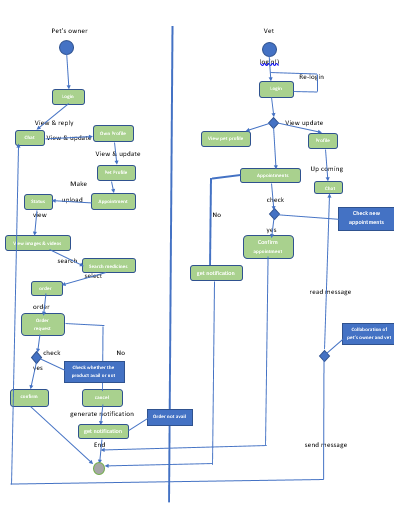 Pet's owner
Vet
login()
Re-login
Login
Login
View & reply
View update
Chat
View & update
Own Profile
View pet profile
Profile
View & update
Pet Profile
Up coming
Appointments
Make
Chat
Status
upload
Appointment
check
view
No
Check new
appointments
yes
View images & videos
Confirm
appointment
search
Search medicines
get notification
select
order
read message
order
Order
request
Collaboration of
pet's owner and vet
check
No
yes
Check whether the
product avail or not
confirm
cancel
generate notification
Order not avail
get notification
End
send message